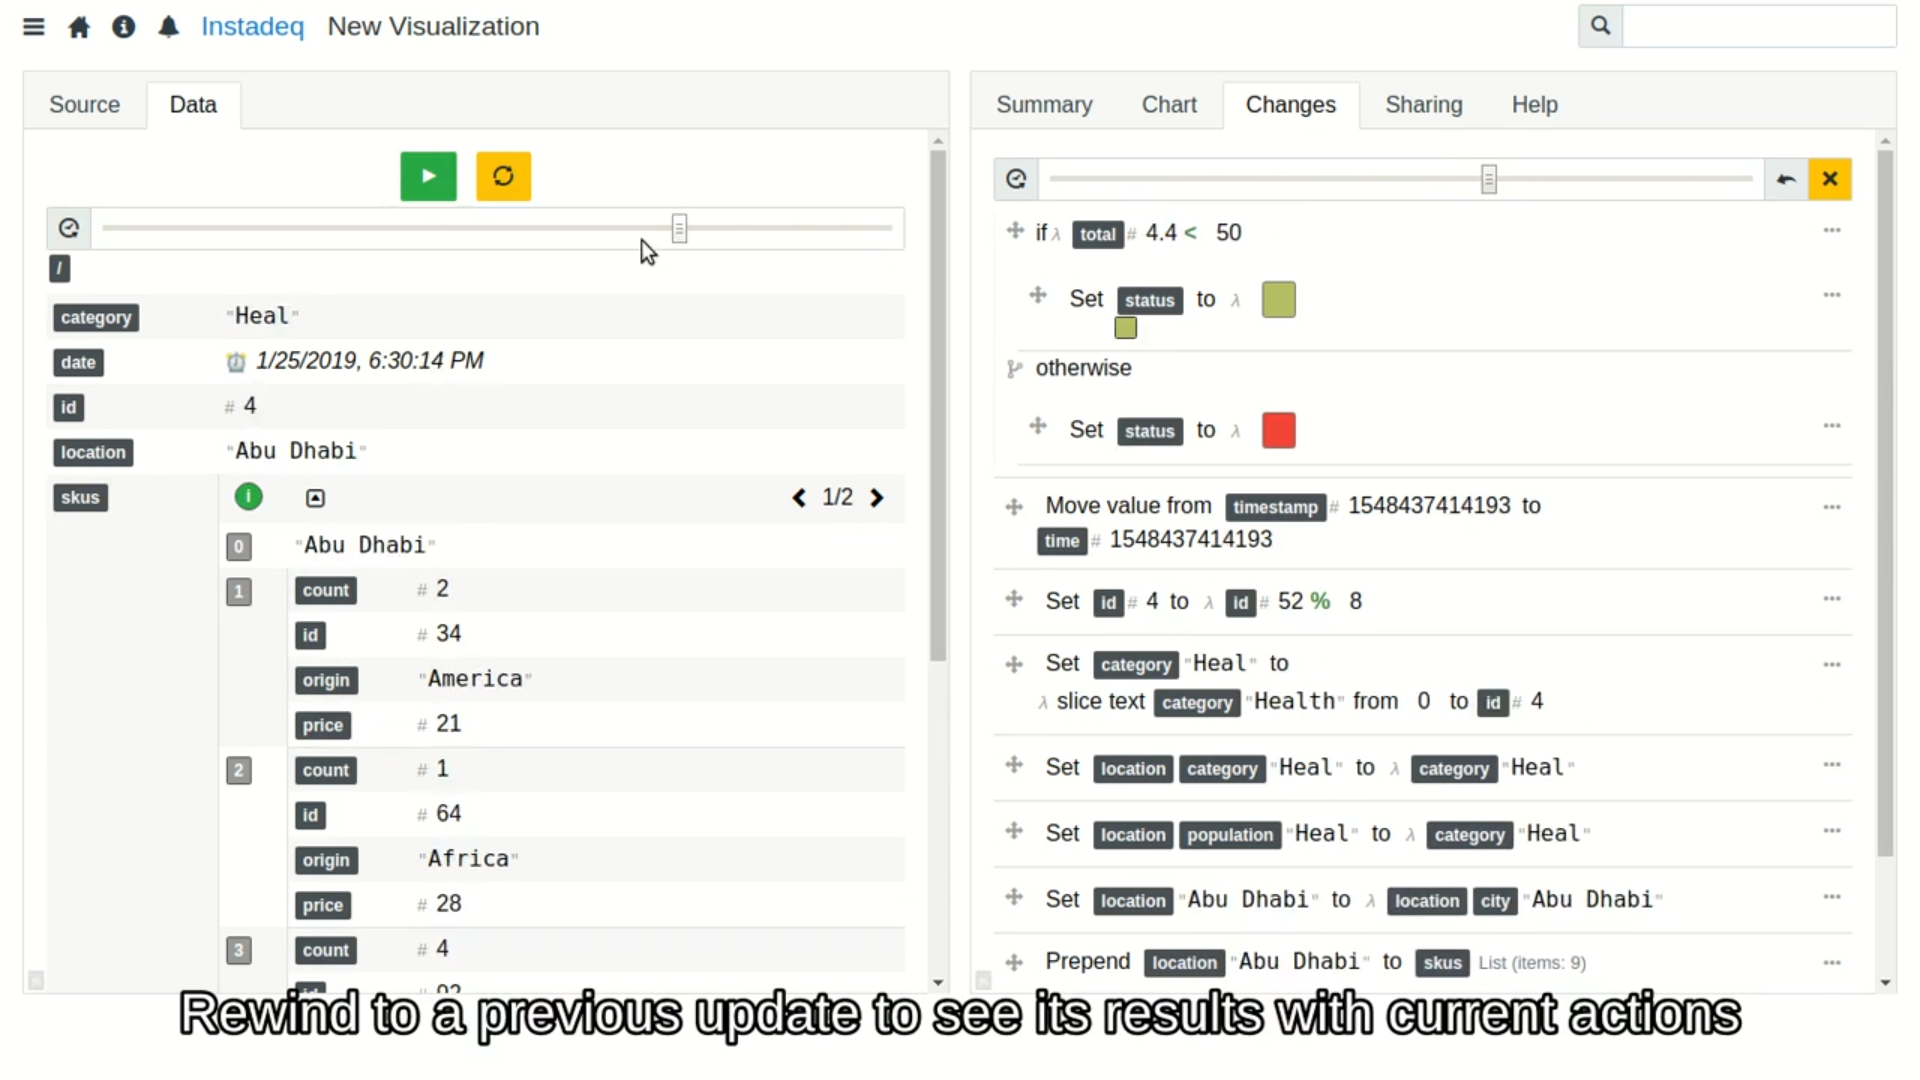 Instadeq New Visualization
Source Data
/
category "Heal"
date 1/25/2019, 6:30:14 PM
id # 4
location "Abu Dhabi"
skus i 1/2
0 "Abu Dhabi"
1 count # 2
id # 34
origin "America"
price # 21
2 count # 1
id # 64
origin "Africa"
price # 28
3 count # 4
Summary Chart Changes Sharing Help
if λ total # 4.4 < 50
Set status to λ
otherwise
Set status to λ
Move value from timestamp # 1548437414193 to
time # 1548437414193
Set id # 4 to λ id # 52 % 8
Set category "Heal" to
λ slice text category "Health" from 0 to id # 4
Set location category "Heal" to λ category "Heal"
Set location population "Heal" to λ category "Heal"
Set location "Abu Dhabi" to λ location city "Abu Dhabi"
Prepend location "Abu Dhabi" to skus List (items: 9)
Rewind to a previous update to see its results with current actions